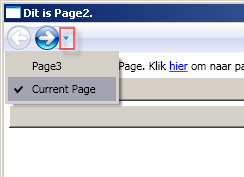 Dit is Page2.
Page3
Page. Klik hier om naar pa
Current Page